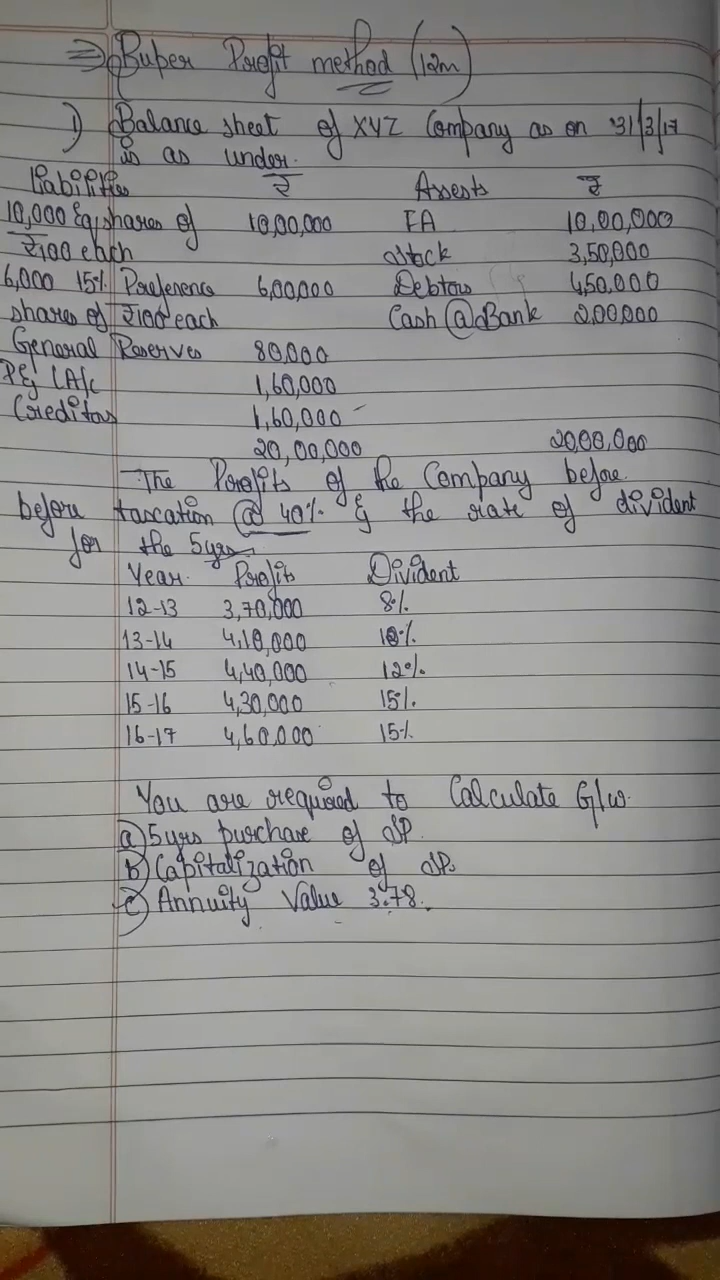 ⇒ Super Profit method (12m)
1) Balance sheet of XYZ Company as on 31/3/17
is as under.
Liabilities ₹ Assests ₹
10,000 Eq shares of 10,00,000 FA 10,00,000
₹100 each Stock 3,50,000
6,000 15% Preference 6,00,000 Debtors 4,50,000
shares of ₹100 each Cash @ Bank 2,00,000
General Reserves 80,000
P&L A/c 1,60,000
Creditors 1,60,000
20,00,000 20,00,000
The Profits of the Company before
before taxcation @ 40% & the rate of divident
for the 5yrs
Year Profits Divident
12-13 3,70,000 8%
13-14 4,10,000 10%
14-15 4,40,000 12%
15-16 4,30,000 15%
16-17 4,60,000 15%
You are required to Calculate G/w.
a) 5yrs purchase of SP.
b) Capitalization of SP.
c) Annuity Value 3.78.